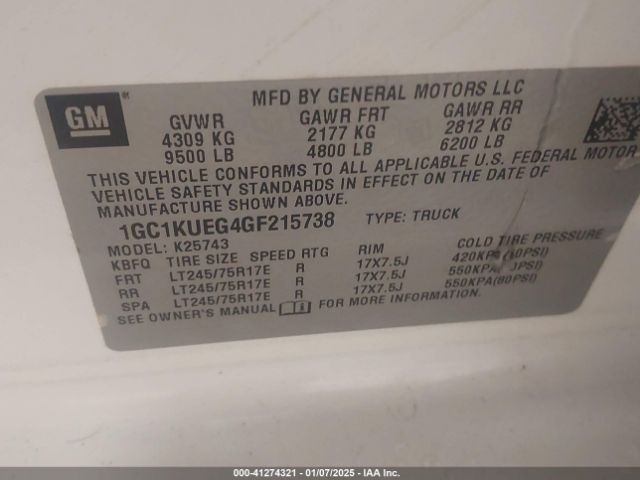 GM
MFD BY GENERAL MOTORS LLC
GVWR GAWR FRT GAWR RR
4309 KG 2177 KG 2812 KG
9500 LB 4800 LB 6200 LB
THIS VEHICLE CONFORMS TO ALL APPLICABLE U.S. FEDERAL MOTOR
VEHICLE SAFETY STANDARDS IN EFFECT ON THE DATE OF
MANUFACTURE SHOWN ABOVE.
1GC1KUEG4GF215738 TYPE: TRUCK
MODEL: K25743
KBFQ TIRE SIZE SPEED RTG RIM COLD TIRE PRESSURE
FRT LT245/75R17E R 17X7.5J 420KPA
RR LT245/75R17E R 17X7.5J 550KPA
SPA LT245/75R17E R 17X7.5J 550KPA(80PSI)
SEE OWNER'S MANUAL FOR MORE INFORMATION.
000-41274321 - 01/07/2025 - IAA Inc.